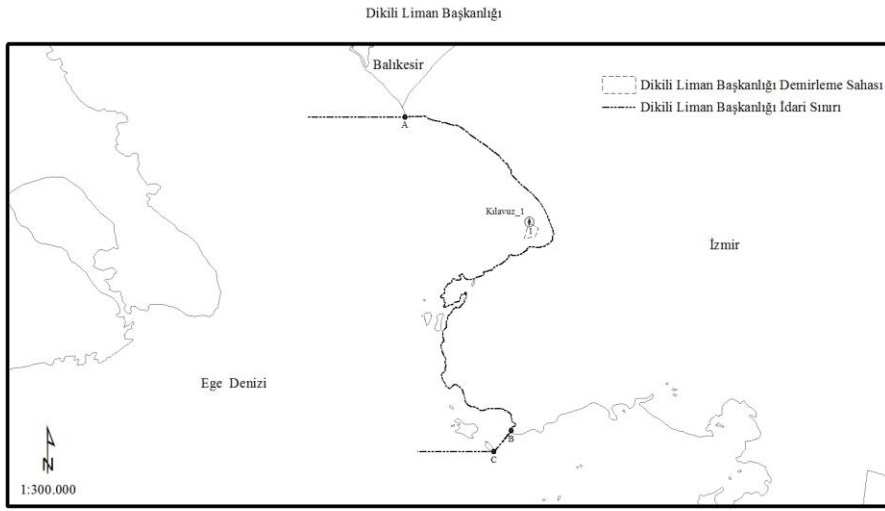 Dikili Liman Başkanlığı
Balıkesir
Dikili Liman Başkanlığı Demirleme Sahası
Dikili Liman Başkanlığı İdari Sınırı
A
Kılavuz_1
1
İzmir
Ege Denizi
B
C
N
1:300.000